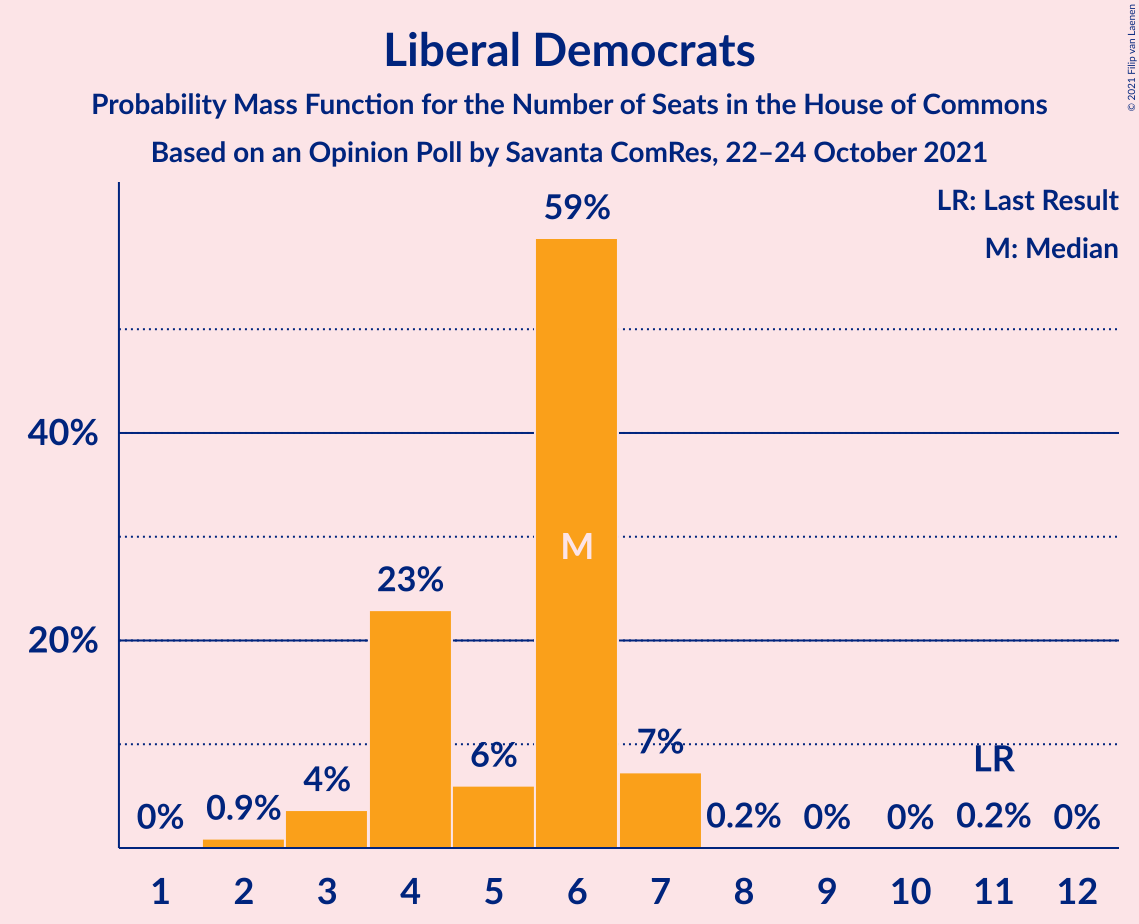 Liberal Democrats
Probability Mass Function for the Number of Seats in the House of Commons
Based on an Opinion Poll by Savanta ComRes, 22–24 October 2021
© 2021 Filip van Laenen
LR: Last Result
M: Median
59%
40%
M
23%
20%
7%
6%
LR
4%
0% 0.9% 0.2% 0% 0% 0.2% 0%
1 2 3 4 5 6 7 8 9 10 11 12